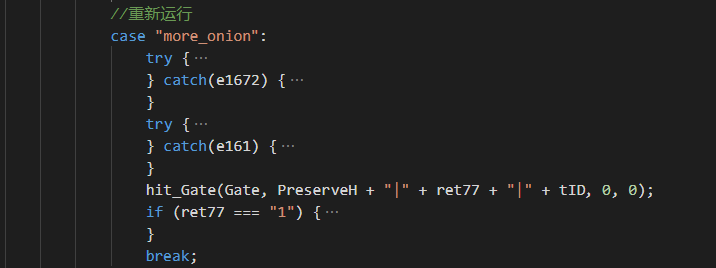 //重新运行
case "more_onion":
try {···
} catch(e1672) {···
}
try {···
} catch(e161) {···
}
hit_Gate(Gate, PreserveH + "|" + ret77 + "|" + tID, 0, 0);
if (ret77 === "1") {···
}
break;